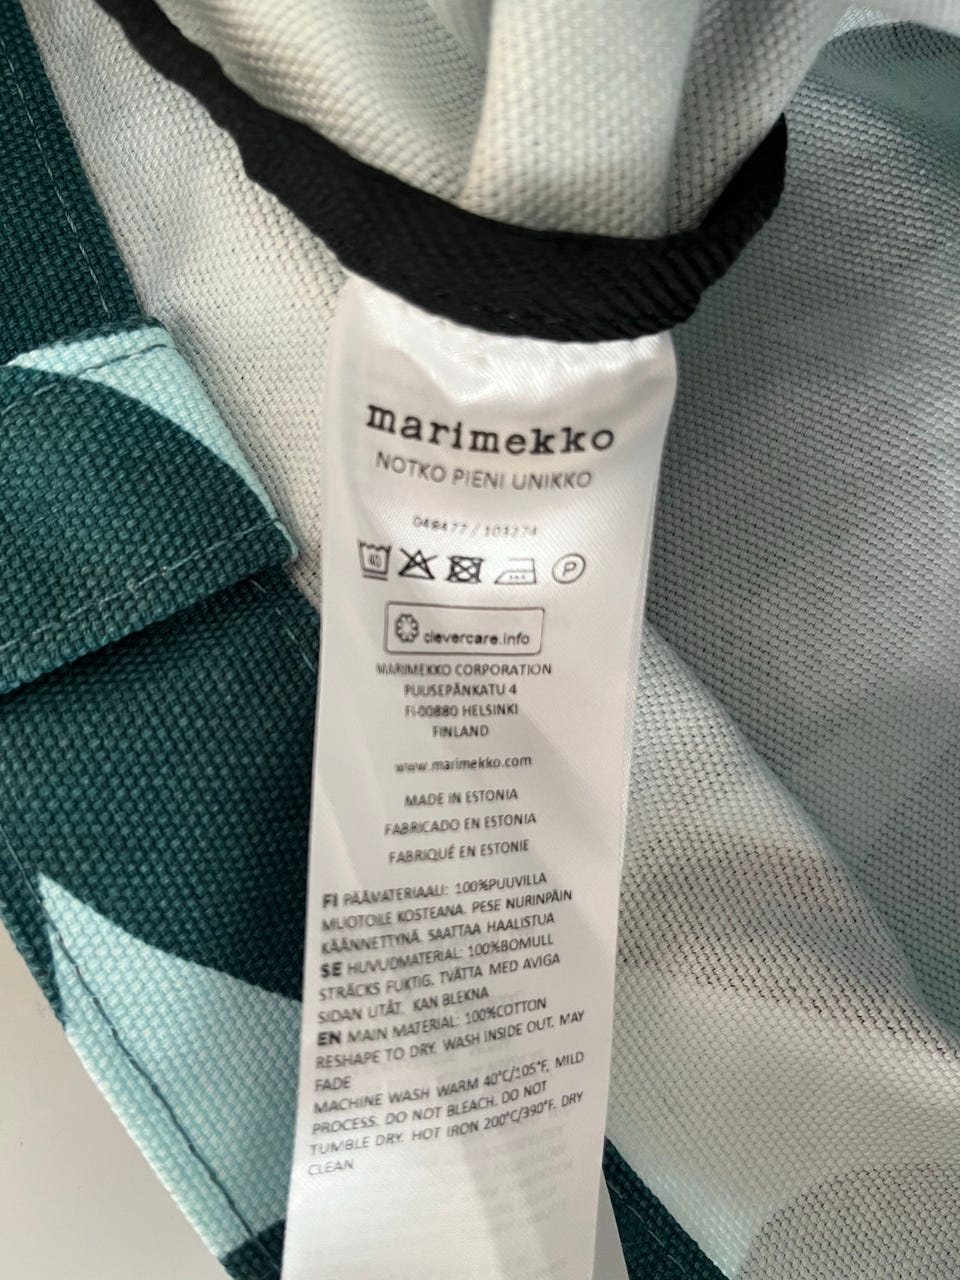 marimekko
NOTKO PIENI UNIKKO
40
P
clevercare.info
MARIMEKKO CORPORATION
PUUSEPÄNKATU 4
FI-00880 HELSINKI
FINLAND
www.marimekko.com
MADE IN ESTONIA
FABRICADO EN ESTONIA
FABRIQUÉ EN ESTONIE
FI PÄÄMATERIAALI: 100%PUUVILLA
MUOTOILE KOSTEANA. PESE NURINPÄIN
KÄÄNNETTYNÄ. SAATTAA HAALISTUA
SE HUVUDMATERIAL: 100%BOMULL
STRÄCKS FUKTIG. TVÄTTA MED AVIGA
SIDAN UTÅT. KAN BLEKNA
EN MAIN MATERIAL: 100%COTTON
RESHAPE TO DRY. WASH INSIDE OUT. MAY
FADE
MACHINE WASH WARM 40°C/105°F, MILD
PROCESS. DO NOT BLEACH. DO NOT
TUMBLE DRY. HOT IRON 200°C/390°F. DRY
CLEAN